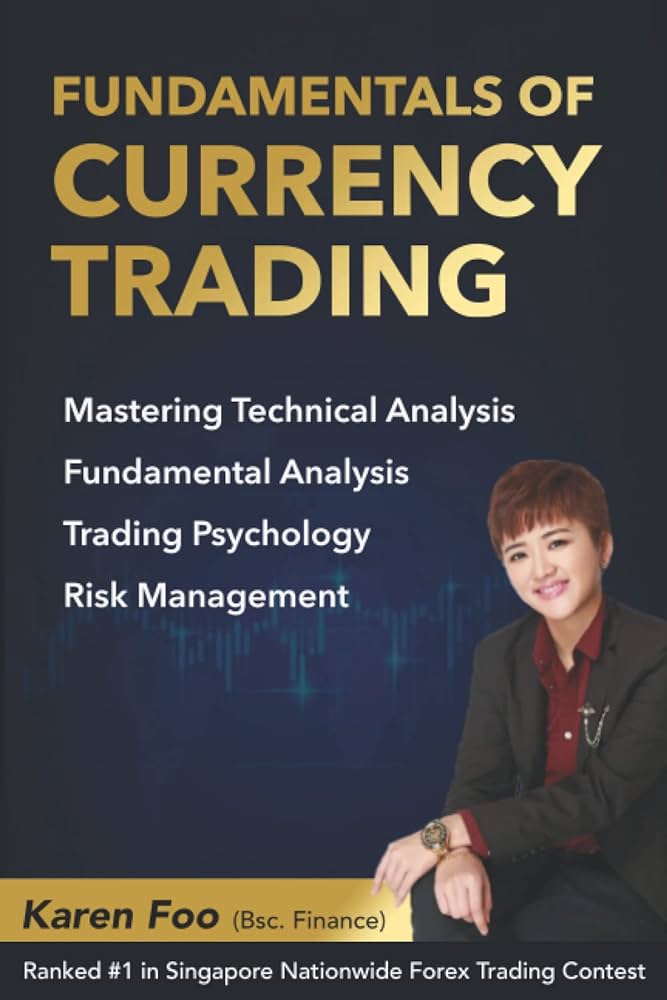 FUNDAMENTALS OF
CURRENCY
TRADING
Mastering Technical Analysis
Fundamental Analysis
Trading Psychology
Risk Management
Karen Foo (Bsc. Finance)
Ranked #1 in Singapore Nationwide Forex Trading Contest